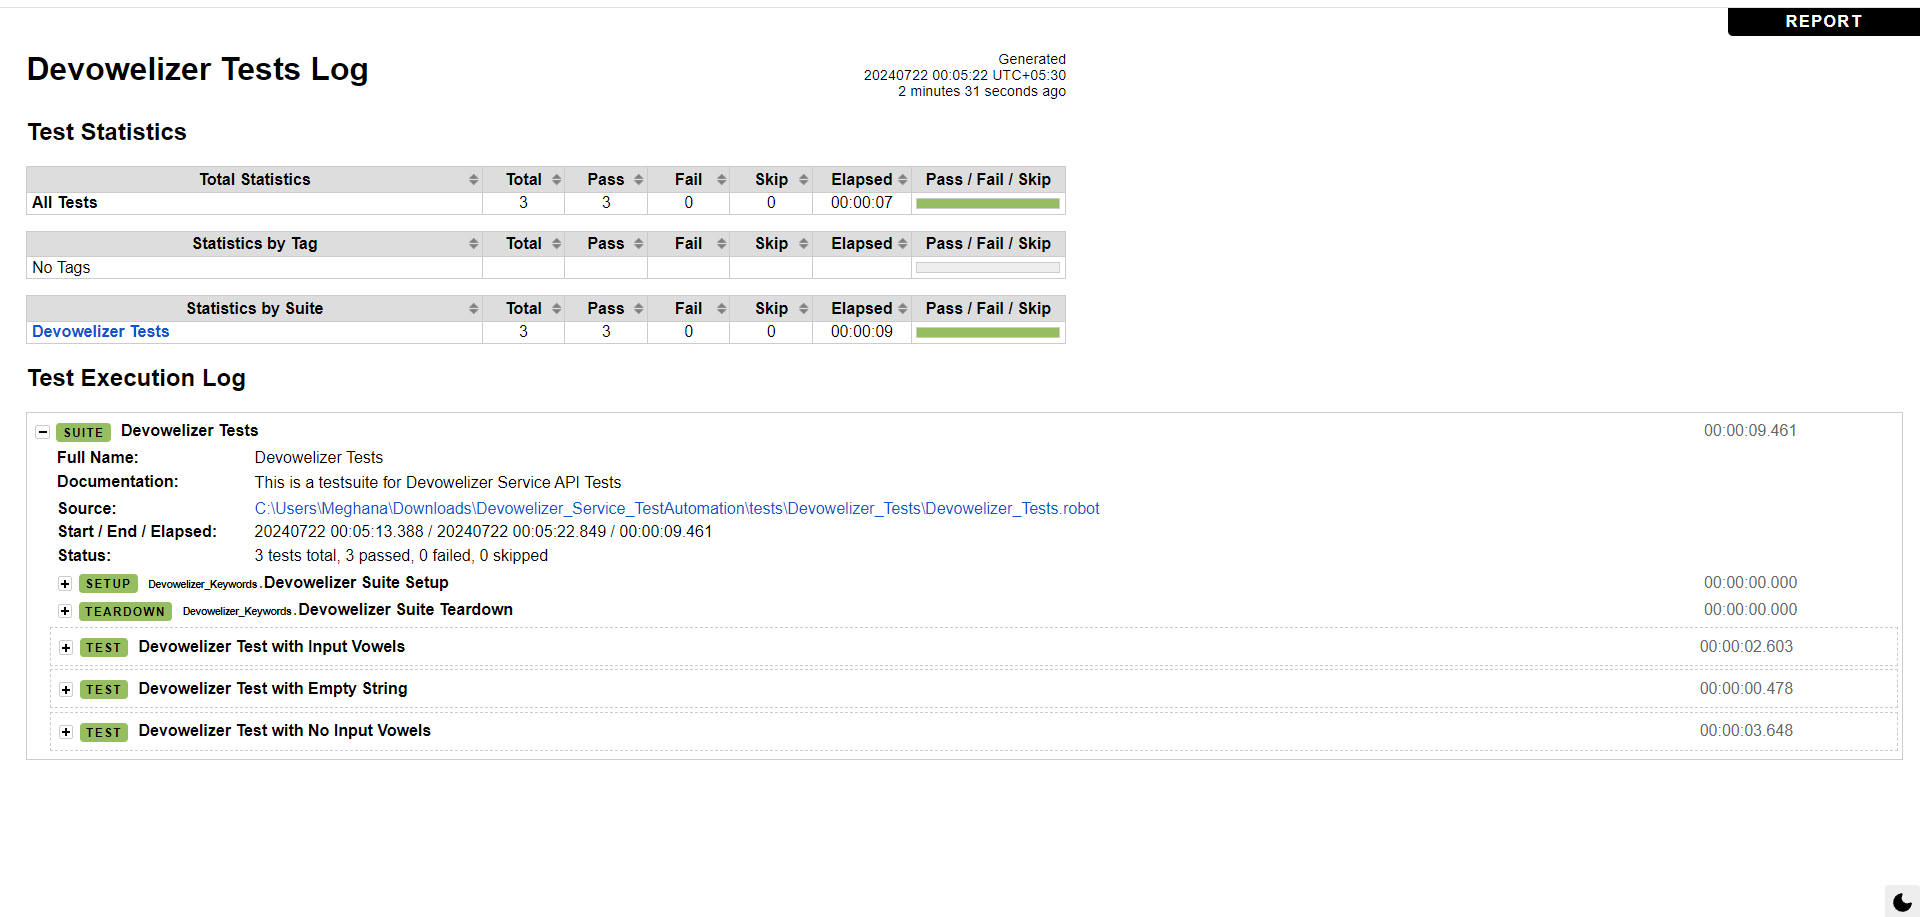 REPORT
Devowelizer Tests Log
Generated
20240722 00:05:22 UTC+05:30
2 minutes 31 seconds ago
Test Statistics
Total Statistics Total Pass Fail Skip Elapsed Pass / Fail / Skip
All Tests 3 3 0 0 00:00:07
Statistics by Tag Total Pass Fail Skip Elapsed Pass / Fail / Skip
No Tags
Statistics by Suite Total Pass Fail Skip Elapsed Pass / Fail / Skip
Devowelizer Tests 3 3 0 0 00:00:09
Test Execution Log
SUITE Devowelizer Tests 00:00:09.461
Full Name: Devowelizer Tests
Documentation: This is a testsuite for Devowelizer Service API Tests
Source: C:\Users\Meghana\Downloads\Devowelizer_Service_TestAutomation\tests\Devowelizer_Tests\Devowelizer_Tests.robot
Start / End / Elapsed: 20240722 00:05:13.388 / 20240722 00:05:22.849 / 00:00:09.461
Status: 3 tests total, 3 passed, 0 failed, 0 skipped
SETUP Devowelizer_Keywords.Devowelizer Suite Setup 00:00:00.000
TEARDOWN Devowelizer_Keywords.Devowelizer Suite Teardown 00:00:00.000
TEST Devowelizer Test with Input Vowels 00:00:02.603
TEST Devowelizer Test with Empty String 00:00:00.478
TEST Devowelizer Test with No Input Vowels 00:00:03.648